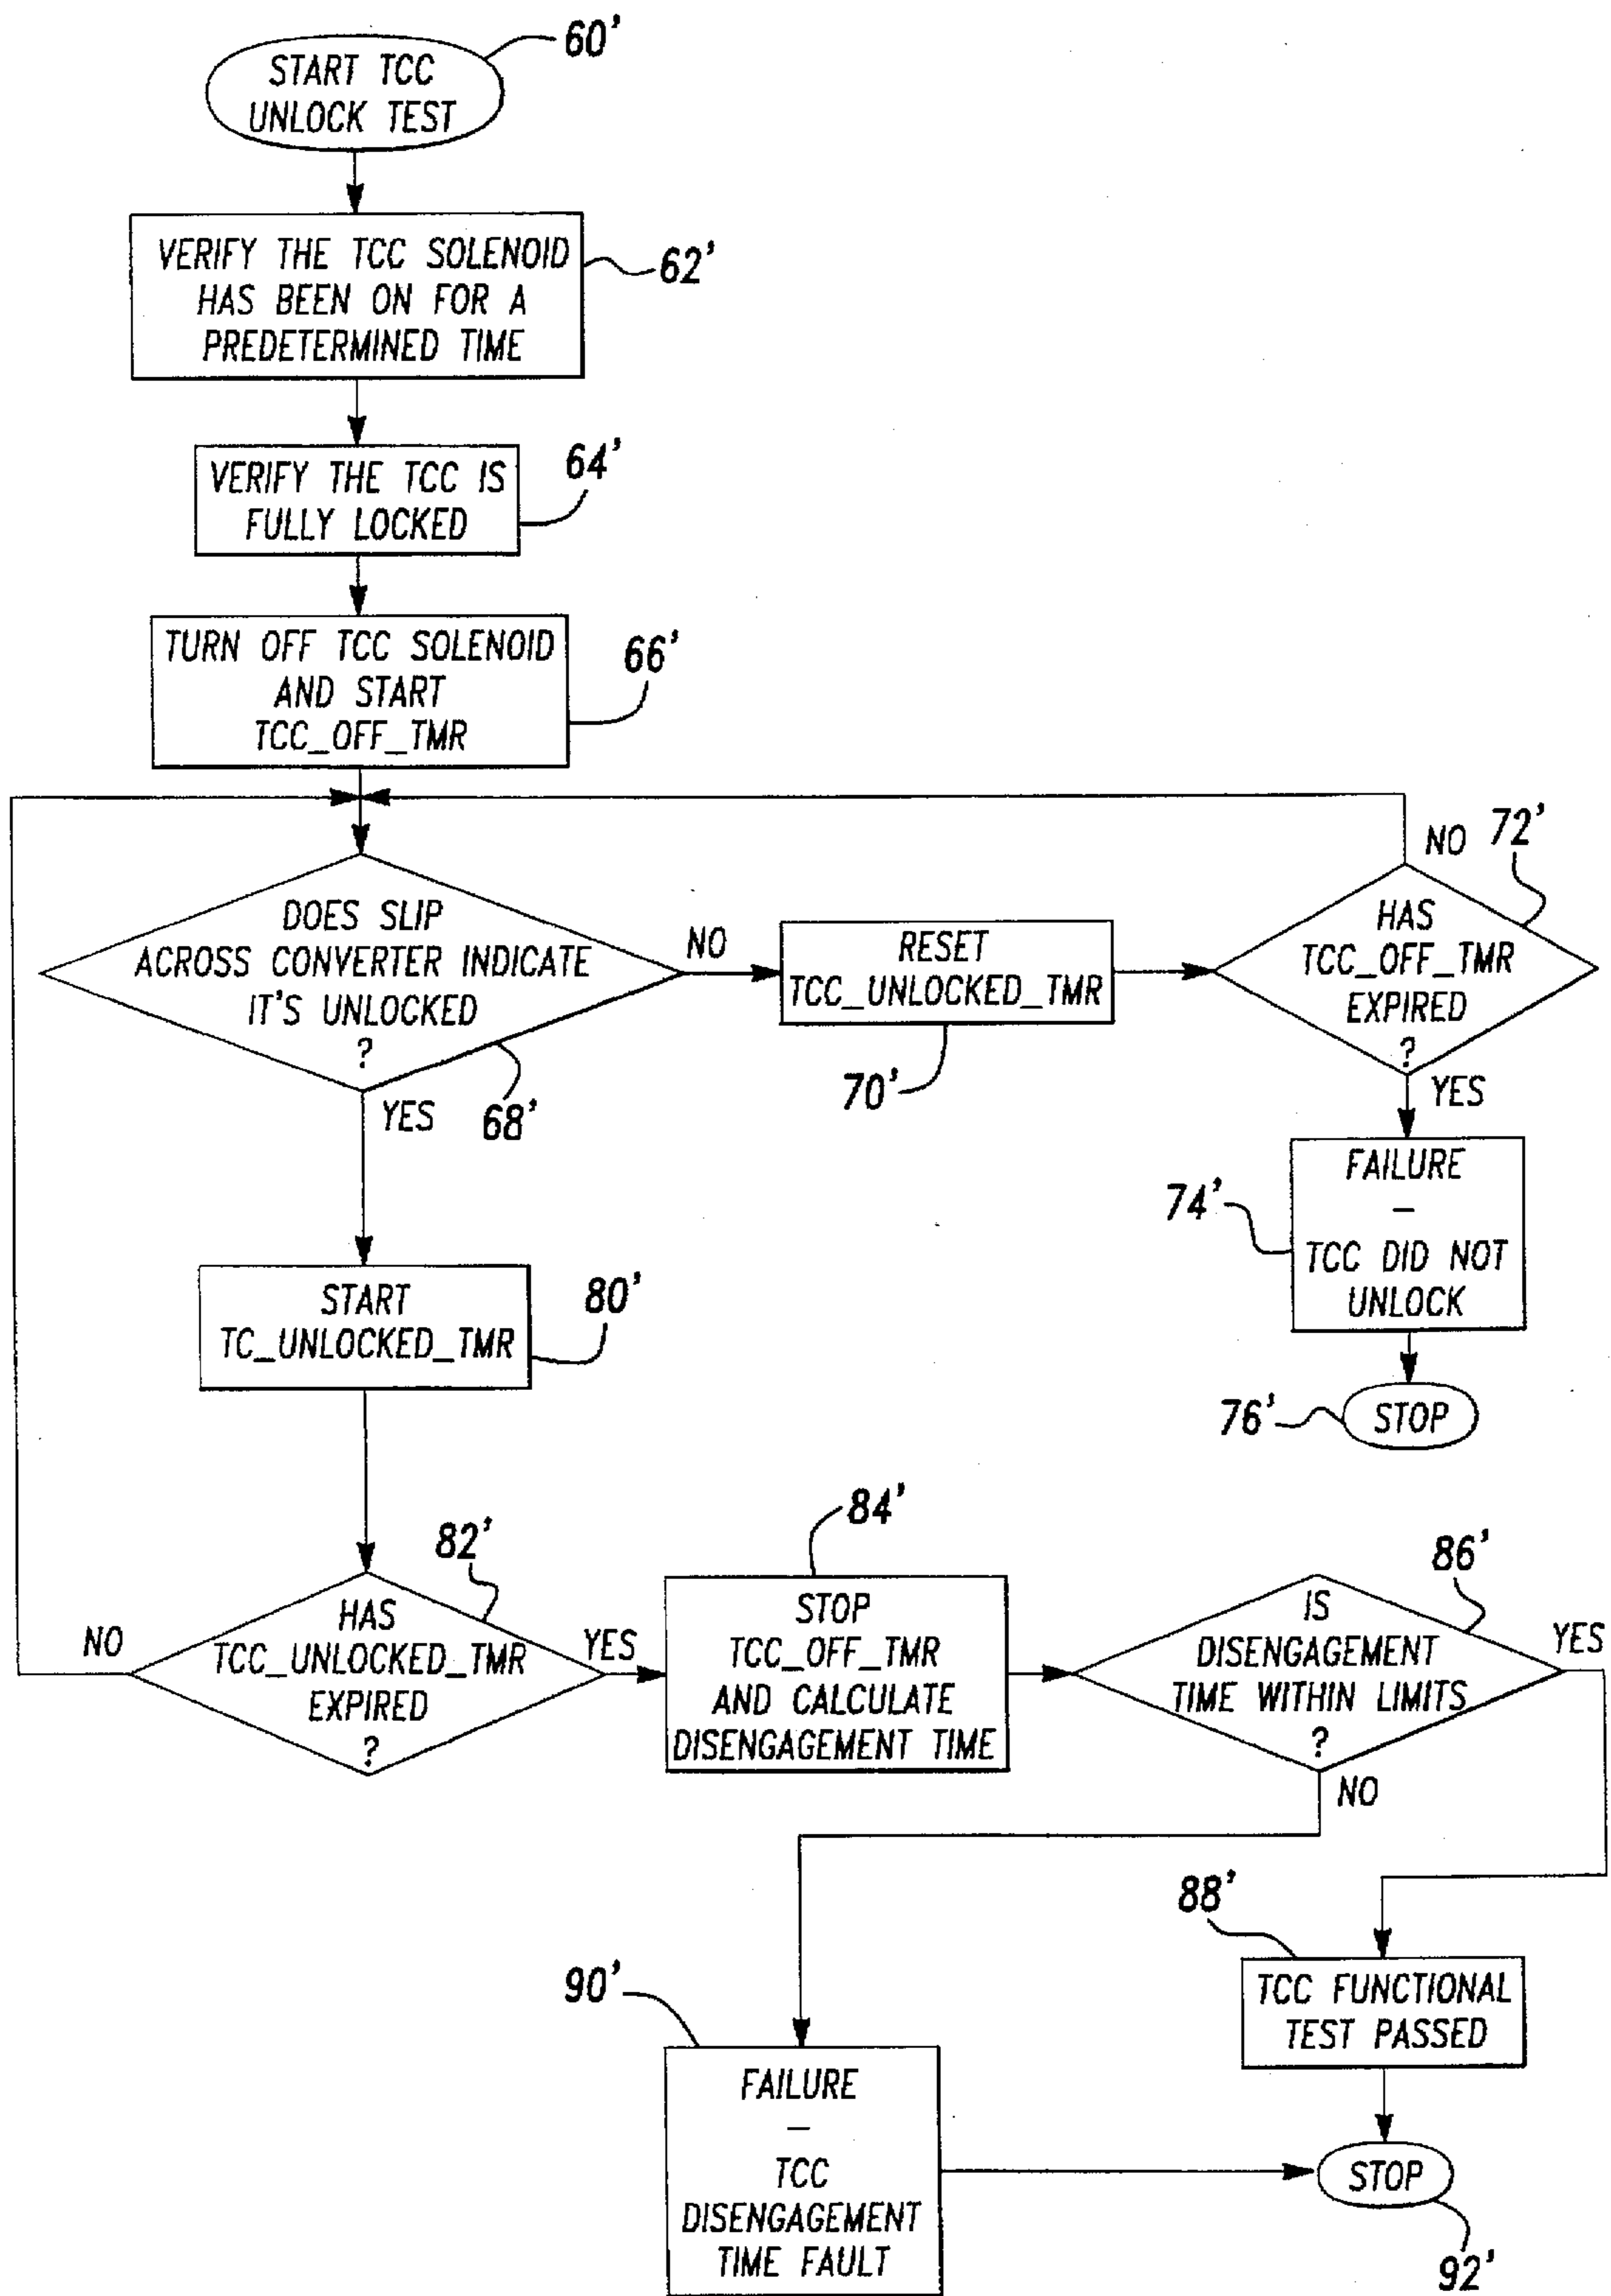 60'
START TCC
UNLOCK TEST
VERIFY THE TCC SOLENOID
HAS BEEN ON FOR A
PREDETERMINED TIME
62'
VERIFY THE TCC IS
FULLY LOCKED
64'
TURN OFF TCC SOLENOID
AND START
TCC_OFF_TMR
66'
DOES SLIP
ACROSS CONVERTER INDICATE
IT'S UNLOCKED
?
68'
NO
YES
RESET
TCC_UNLOCKED_TMR
70'
NO
72'
HAS
TCC_OFF_TMR
EXPIRED
?
YES
FAILURE
–
TCC DID NOT
UNLOCK
74'
STOP
76'
START
TC_UNLOCKED_TMR
80'
82'
HAS
TCC_UNLOCKED_TMR
EXPIRED
?
NO
YES
84'
STOP
TCC_OFF_TMR
AND CALCULATE
DISENGAGEMENT TIME
86'
IS
DISENGAGEMENT
TIME WITHIN LIMITS
?
YES
NO
88'
TCC FUNCTIONAL
TEST PASSED
90'
FAILURE
–
TCC
DISENGAGEMENT
TIME FAULT
STOP
92'